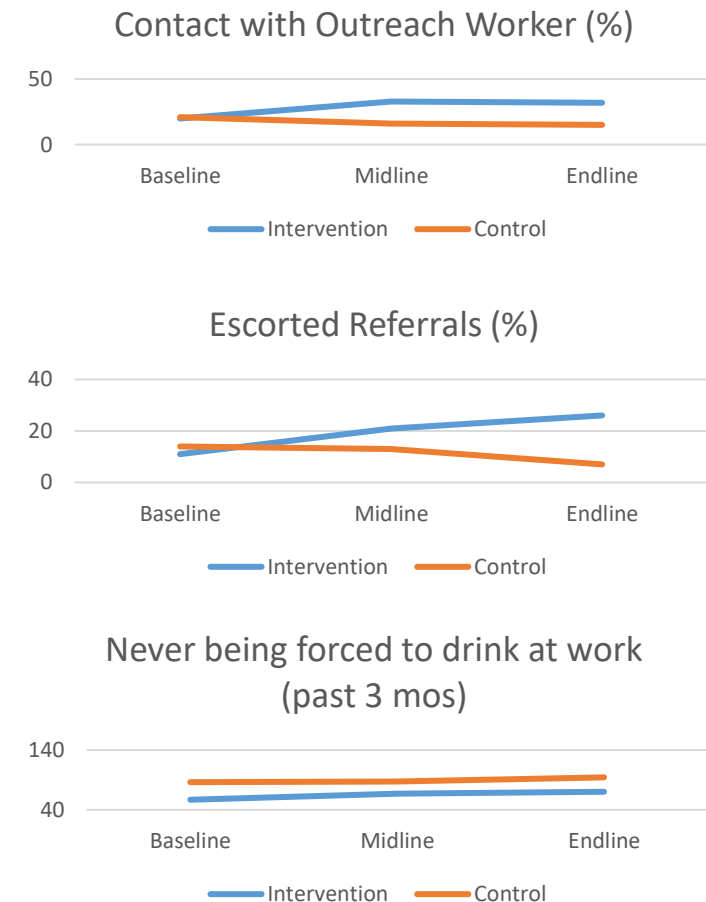 Contact with Outreach Worker (%)
50
0
Baseline Midline Endline
Intervention Control
Escorted Referrals (%)
40
20
0
Baseline Midline Endline
Intervention Control
Never being forced to drink at work
(past 3 mos)
140
40
Baseline Midline Endline
Intervention Control